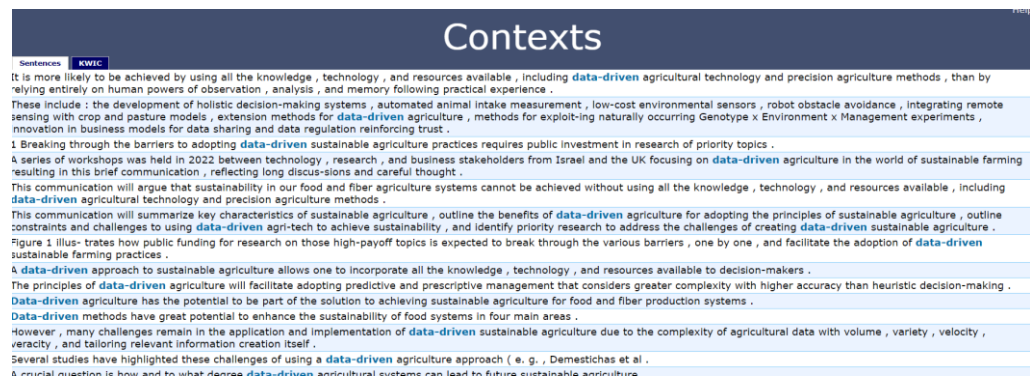 Help
Contexts
Sentences KWIC
It is more likely to be achieved by using all the knowledge , technology , and resources available , including data-driven agricultural technology and precision agriculture methods , than by
relying entirely on human powers of observation , analysis , and memory following practical experience .
These include : the development of holistic decision-making systems , automated animal intake measurement , low-cost environmental sensors , robot obstacle avoidance , integrating remote
sensing with crop and pasture models , extension methods for data-driven agriculture , methods for exploit-ing naturally occurring Genotype x Environment x Management experiments ,
innovation in business models for data sharing and data regulation reinforcing trust .
1 Breaking through the barriers to adopting data-driven sustainable agriculture practices requires public investment in research of priority topics .
A series of workshops was held in 2022 between technology , research , and business stakeholders from Israel and the UK focusing on data-driven agriculture in the world of sustainable farming
resulting in this brief communication , reflecting long discus-sions and careful thought .
This communication will argue that sustainability in our food and fiber agriculture systems cannot be achieved without using all the knowledge , technology , and resources available , including
data-driven agricultural technology and precision agriculture methods .
This communication will summarize key characteristics of sustainable agriculture , outline the benefits of data-driven agriculture for adopting the principles of sustainable agriculture , outline
constraints and challenges to using data-driven agri-tech to achieve sustainability , and identify priority research to address the challenges of creating data-driven sustainable agriculture .
Figure 1 illus- trates how public funding for research on those high-payoff topics is expected to break through the various barriers , one by one , and facilitate the adoption of data-driven
sustainable farming practices .
A data-driven approach to sustainable agriculture allows one to incorporate all the knowledge , technology , and resources available to decision-makers .
The principles of data-driven agriculture will facilitate adopting predictive and prescriptive management that considers greater complexity with higher accuracy than heuristic decision-making .
Data-driven agriculture has the potential to be part of the solution to achieving sustainable agriculture for food and fiber production systems .
Data-driven methods have great potential to enhance the sustainability of food systems in four main areas .
However , many challenges remain in the application and implementation of data-driven sustainable agriculture due to the complexity of agricultural data with volume , variety , velocity ,
veracity , and tailoring relevant information creation itself .
Several studies have highlighted these challenges of using a data-driven agriculture approach ( e. g. , Demestichas et al .
A crucial question is how and to what degree data-driven agricultural systems can lead to future sustainable agriculture